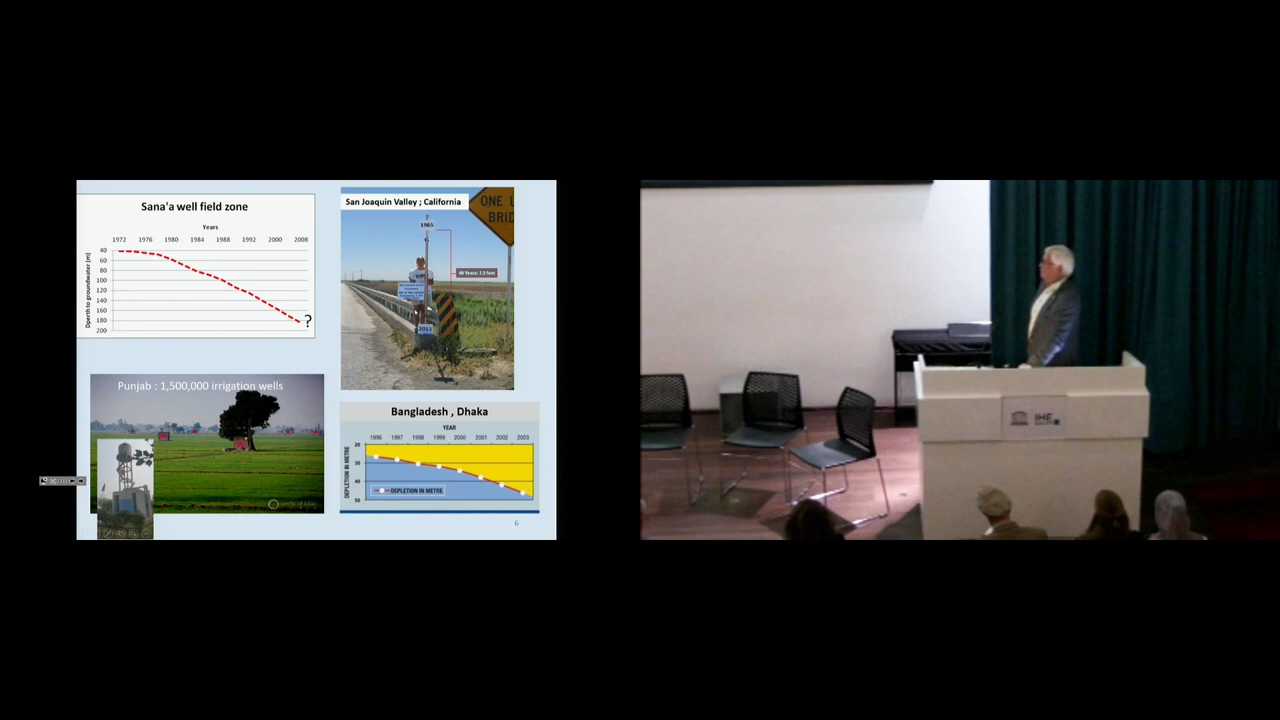 Sana'a well field zone
Years
1972 1976 1980 1984 1988 1992 2000 2008
Dperth to groundwater (m)
40
60
80
100
120
140
160
180
200
?
San Joaquin Valley ; California
ONE
BRID
1965
2013
Punjab : 1,500,000 irrigation wells
Bangladesh , Dhaka
YEAR
1996 1997 1998 1999 2000 2001 2002 2003
DEPLETION IN METRE
20
30
40
50
DEPLETION IN METRE
6
IHE